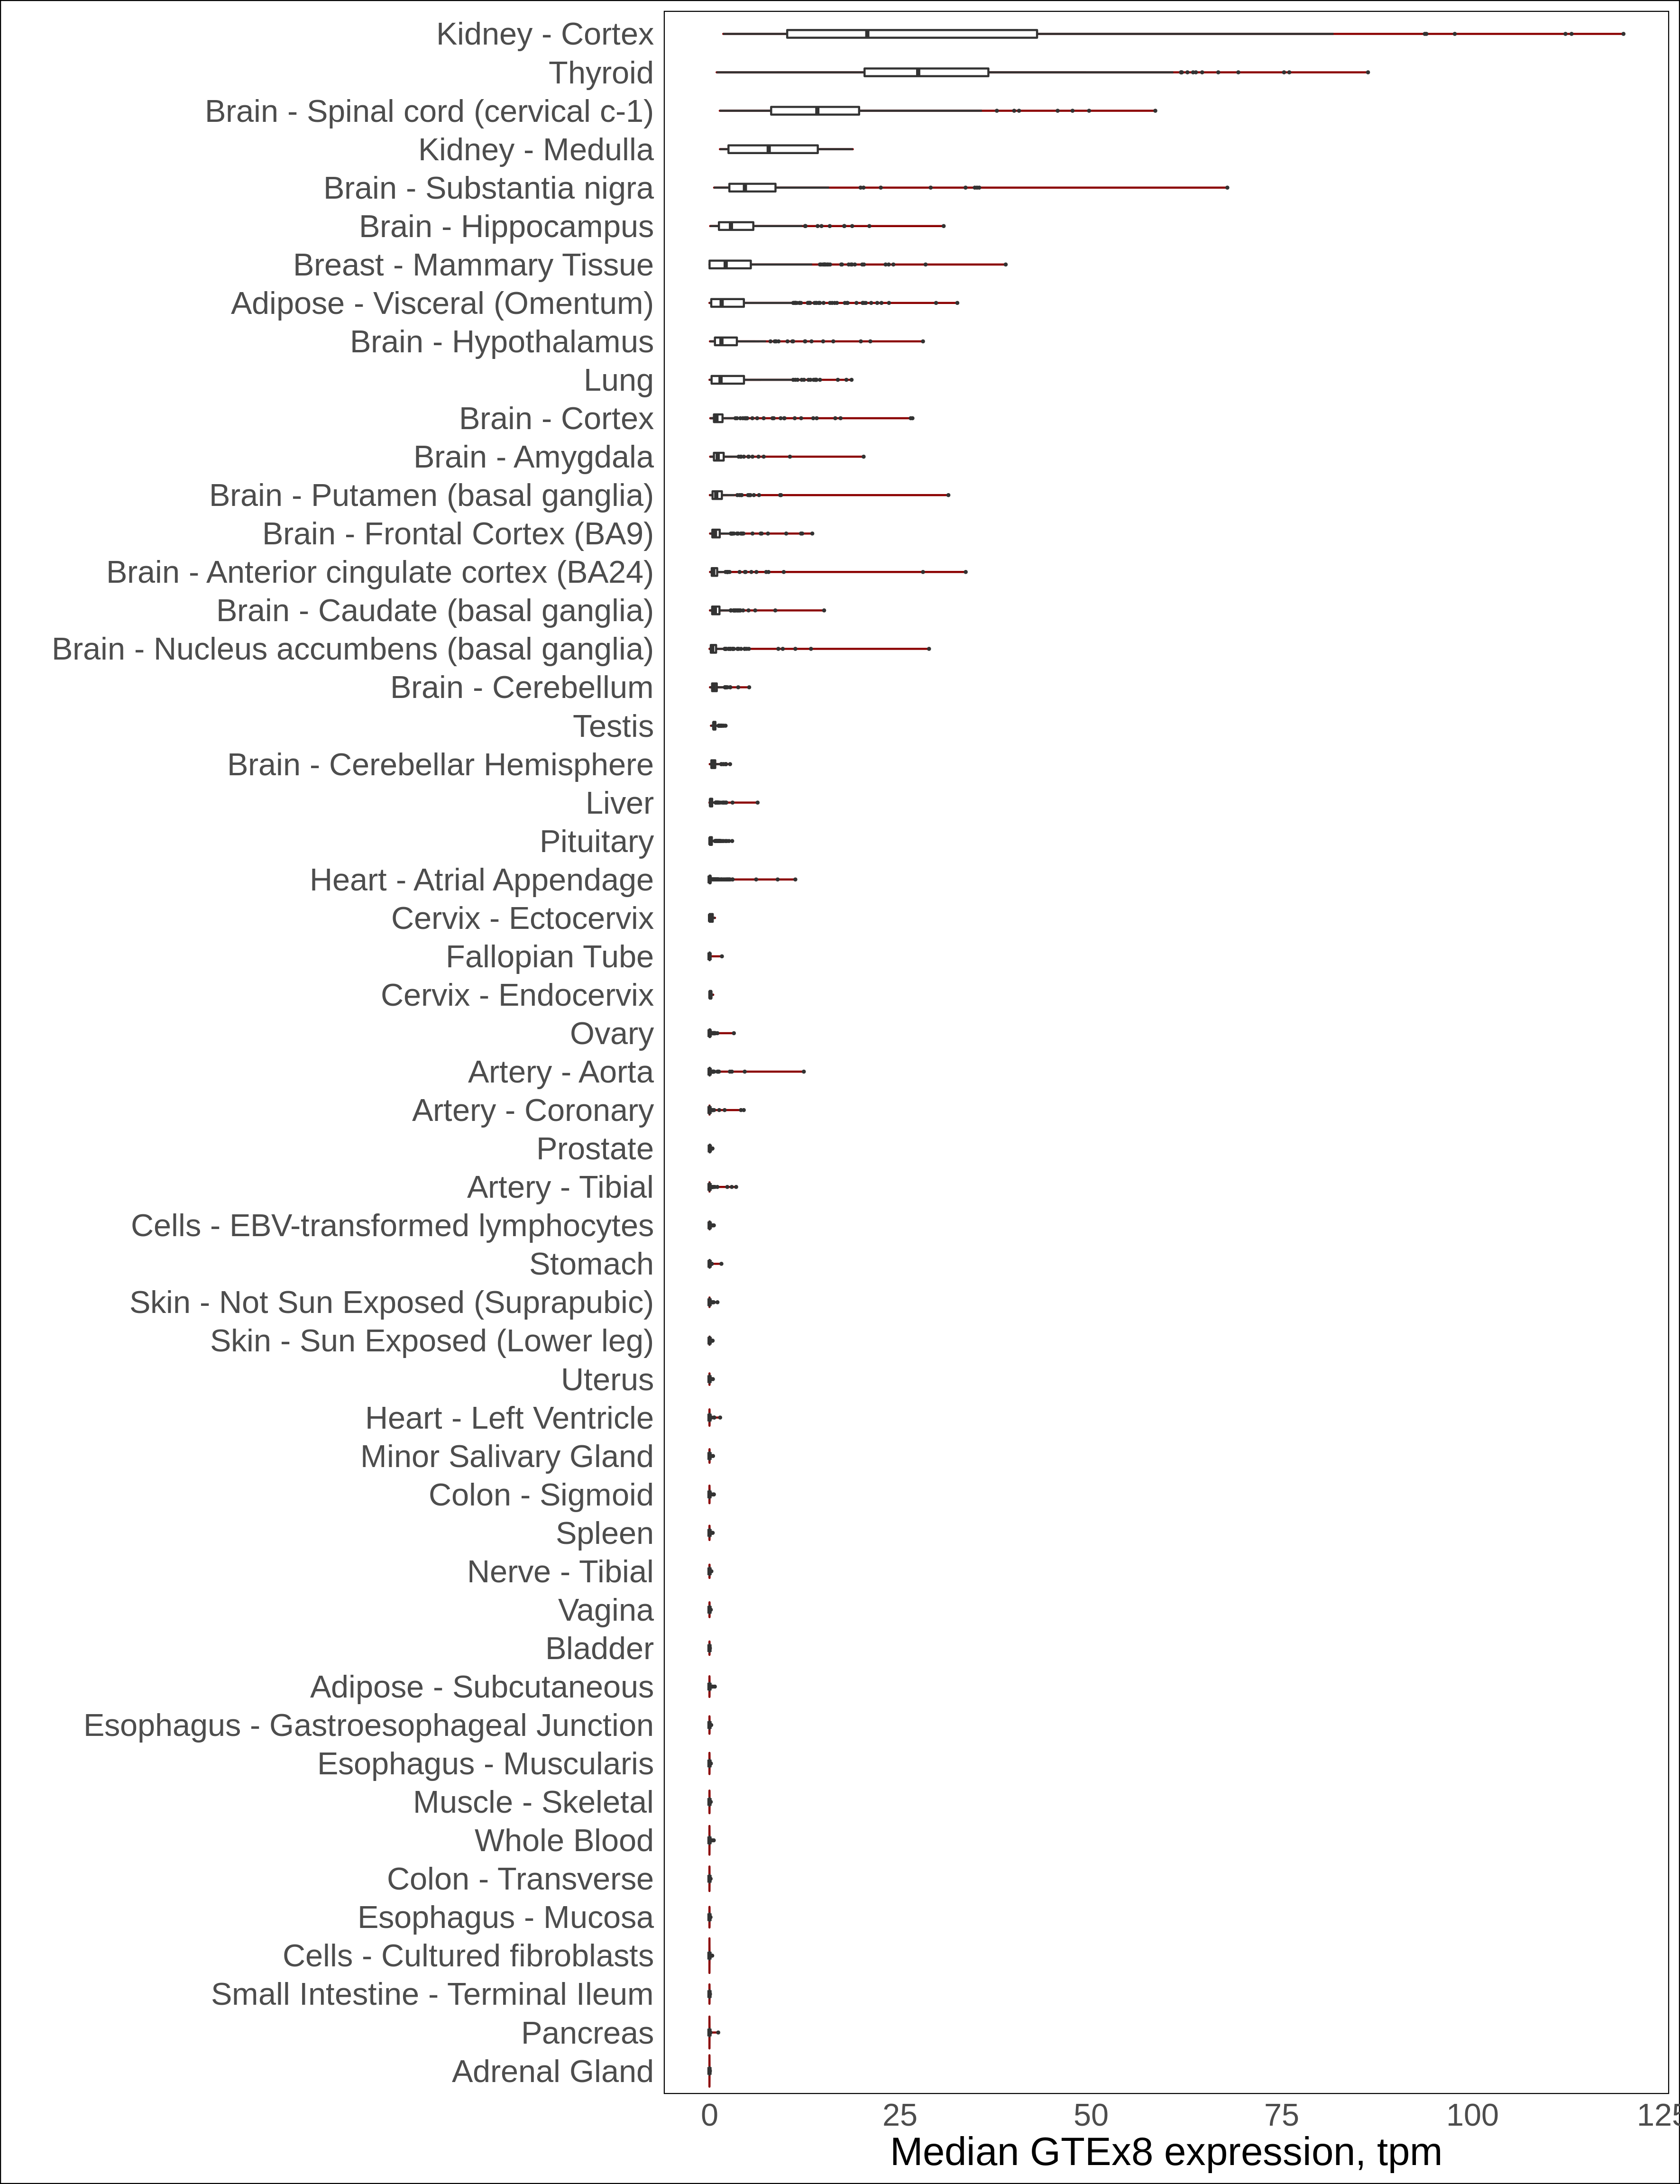 Kidney - Cortex
Thyroid
Brain - Spinal cord (cervical c-1)
Kidney - Medulla
Brain - Substantia nigra
Brain - Hippocampus
Breast - Mammary Tissue
Adipose - Visceral (Omentum)
Brain - Hypothalamus
Lung
Brain - Cortex
Brain - Amygdala
Brain - Putamen (basal ganglia)
Brain - Frontal Cortex (BA9)
Brain - Anterior cingulate cortex (BA24)
Brain - Caudate (basal ganglia)
Brain - Nucleus accumbens (basal ganglia)
Brain - Cerebellum
Testis
Brain - Cerebellar Hemisphere
Liver
Pituitary
Heart - Atrial Appendage
Cervix - Ectocervix
Fallopian Tube
Cervix - Endocervix
Ovary
Artery - Aorta
Artery - Coronary
Prostate
Artery - Tibial
Cells - EBV-transformed lymphocytes
Stomach
Skin - Not Sun Exposed (Suprapubic)
Skin - Sun Exposed (Lower leg)
Uterus
Heart - Left Ventricle
Minor Salivary Gland
Colon - Sigmoid
Spleen
Nerve - Tibial
Vagina
Bladder
Adipose - Subcutaneous
Esophagus - Gastroesophageal Junction
Esophagus - Muscularis
Muscle - Skeletal
Whole Blood
Colon - Transverse
Esophagus - Mucosa
Cells - Cultured fibroblasts
Small Intestine - Terminal Ileum
Pancreas
Adrenal Gland
0 25 50 75 100 125
Median GTEx8 expression, tpm